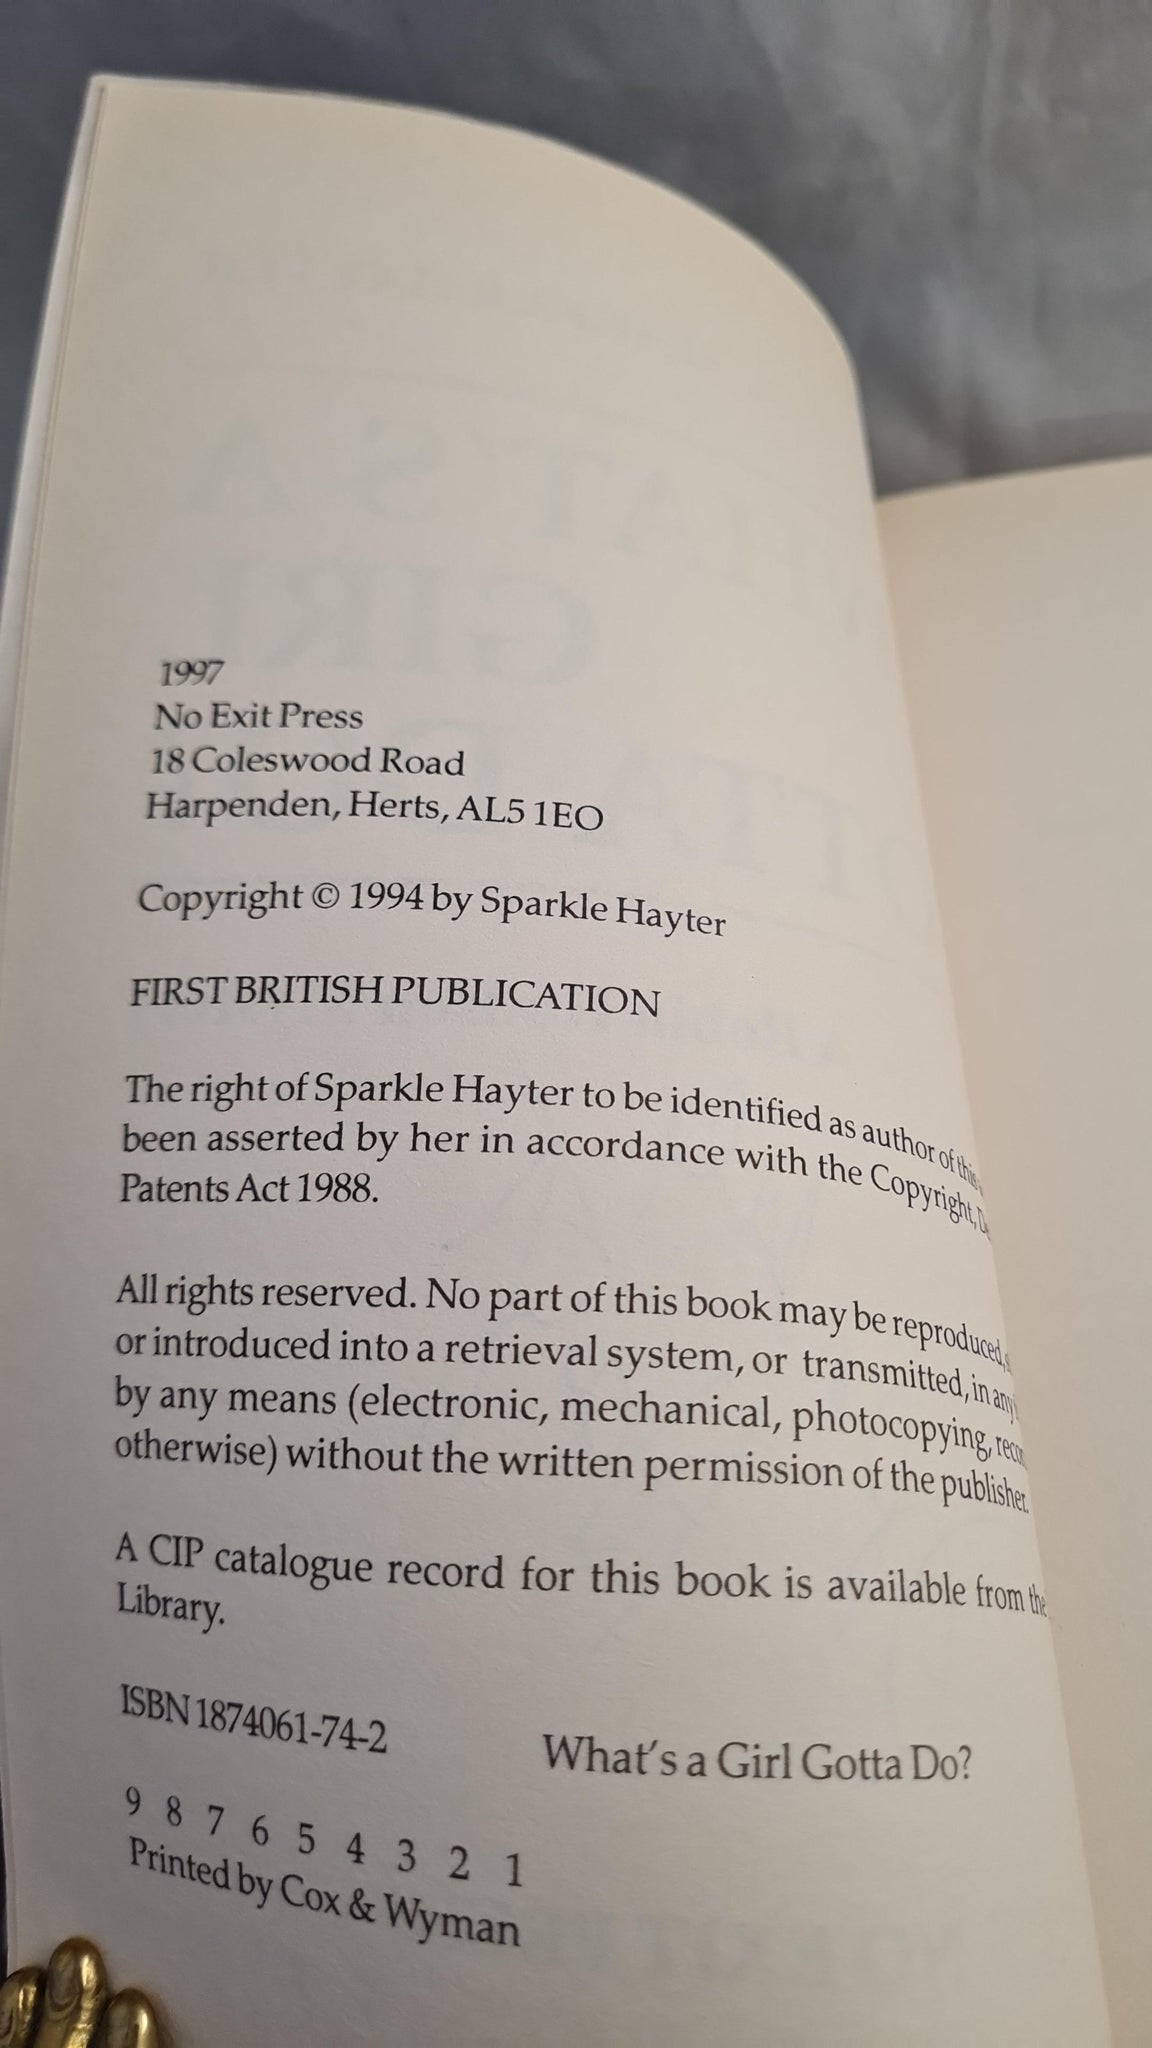 1997
No Exit Press
18 Coleswood Road
Harpenden, Herts, AL5 1EO
Copyright © 1994 by Sparkle Hayter
FIRST BRITISH PUBLICATION
The right of Sparkle Hayter to be identified as author of this
been asserted by her in accordance with the Copyright,
Patents Act 1988.
All rights reserved. No part of this book may be reproduced,
or introduced into a retrieval system, or transmitted, in any
by any means (electronic, mechanical, photocopying,
otherwise) without the written permission of the publisher.
A CIP catalogue record for this book is available from the
Library.
ISBN 1874061-74-2 What's a Girl Gotta Do?
9 8 7 6 5 4 3 2 1
Printed by Cox & Wyman